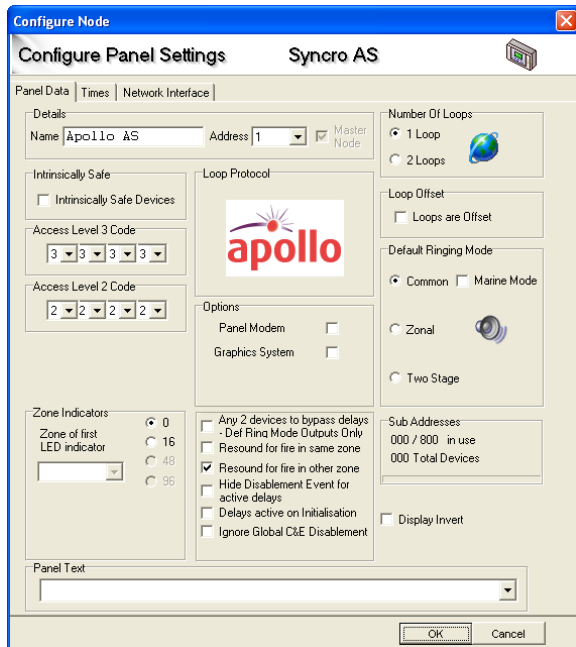 Configure Node
Configure Panel Settings Syncro AS
Panel Data Times Network Interface
Details
Name Apollo AS Address 1 Master Node
Number Of Loops
1 Loop
2 Loops
Intrinsically Safe
Intrinsically Safe Devices
Loop Protocol
apollo
Loop Offset
Loops are Offset
Access Level 3 Code
3 3 3 3
Access Level 2 Code
2 2 2 2
Default Ringing Mode
Common Marine Mode
Zonal
Two Stage
Options
Panel Modem
Graphics System
Zone Indicators
Zone of first
LED indicator
0
16
48
96
Any 2 devices to bypass delays
- Def Ring Mode Outputs Only
Resound for fire in same zone
Resound for fire in other zone
Hide Disablement Event for
active delays
Delays active on Initialisation
Ignore Global C&E Disablement
Sub Addresses
000 / 800 in use
000 Total Devices
Display Invert
Panel Text
OK Cancel